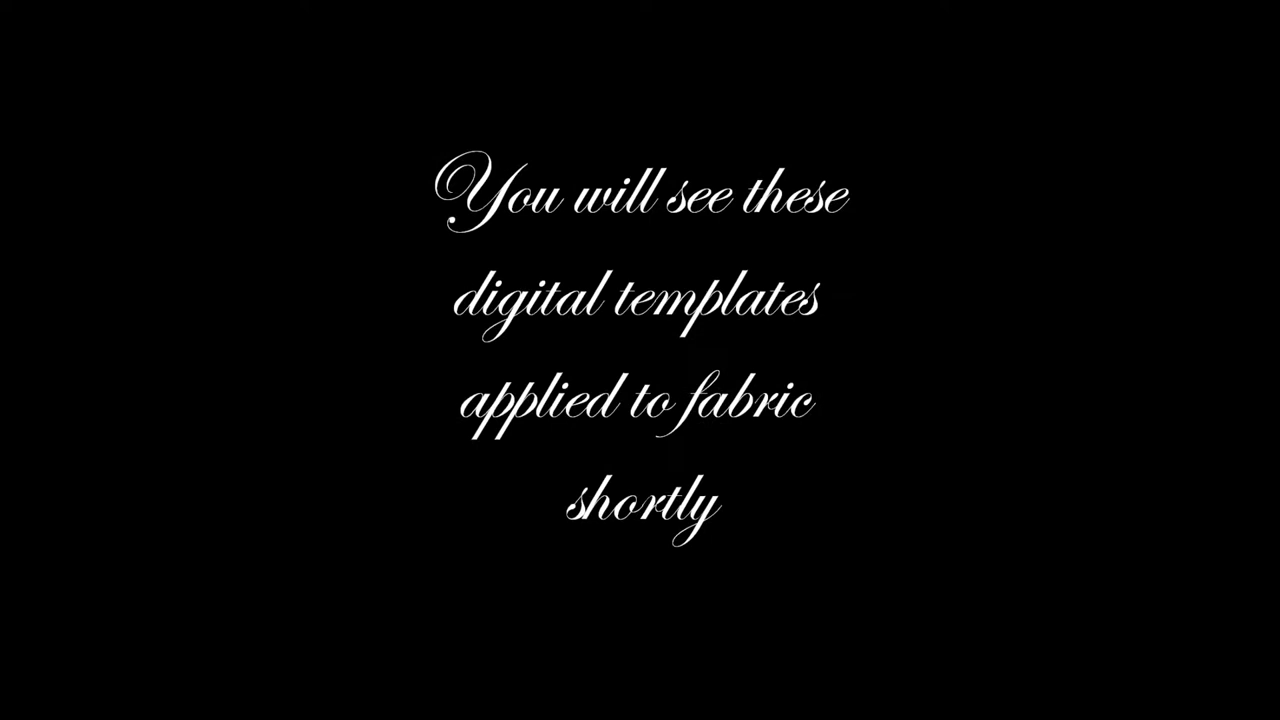 You will see these
digital templates
applied to fabric
shortly